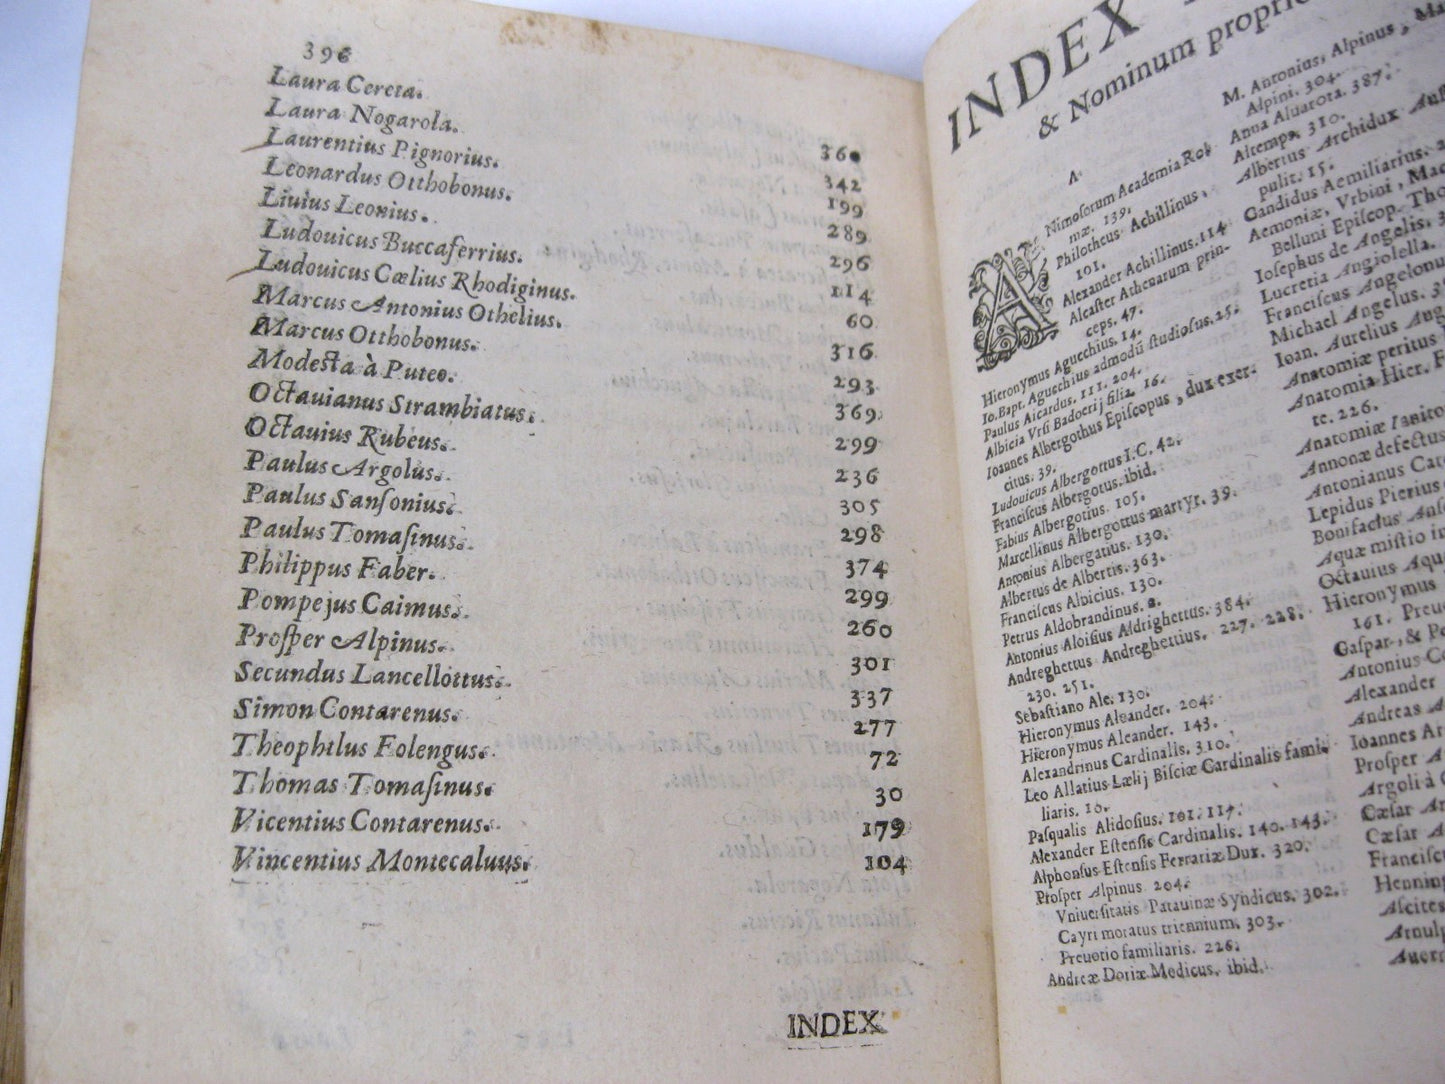 396
Laura Cereta. 36
Laura Nogarola. 342
Laurentius Pignorius. 199
Leonardus Otthobonus. 289
Liuius Leonius. 296
Ludouicus Buccaferrius. 114
Ludouicus Cœlius Rhodiginus. 60
Marcus Antonius Othelius. 316
Marcus Otthobonus. 293
Modesta à Puteo. 369
Octauianus Strambiatus. 299
Octauius Rubeus. 236
Paulus Argolus. 305
Paulus Sanſonius. 298
Paulus Tomaſinus. 374
Philippus Faber. 299
Pompejus Caimus. 260
Proſper Alpinus. 301
Secundus Lancellottus. 337
Simon Contarenus. 277
Theophilus Folengus. 72
Thomas Tomaſinus. 30
Vicentius Contarenus. 179
Vincentius Montecaluus. 104
INDEX
INDEX
& Nominum
A
ANimoſorum Academia Ro
mæ. 139.
Philotheus Achillinus,
101.
Alexander Achillinus. 114
Alcaſter Athenarum prin-
ceps. 47.
Hieronymus Agucchius. 14.
Io. Bapt. Agucchius admodũ studioſus. 25.
Paulus Aicardus. 111. 204.
Albicia Vrſi Badoerij filia. 16.
Ioannes Albergothus Epiſcopus, dux exer.
citus. 39.
Ludouicus Albergottus I.C. 42.
Franciſcus Albergotus. ibid.
Fabius Albergotius. 105.
Marcellinus Albergottus martyr. 39.
Antonius Albergatius. 130.
Albertus de Albertis. 363.
Franciſcus Albicius. 130.
Petrus Aldobrandinus. 2.
Antonius Aloiſius Aldrighettus. 384.
Andreghettus Andreghettius. 227. 228.
230. 251.
Sebaſtiano Ale. 130.
Hieronymus Aleander. 204.
Hieronymus Aleander. 143.
Alexandrinus Cardinalis. 310.
Leo Allatius Lælij Biſciæ Cardinalis fami-
liaris. 10.
Paſqualis Alidoſius. 101. 117.
Alexander Eſtenſis Cardinalis. 140. 143.
Alphonſus Eſtenſis Ferrariæ Dux. 320.
Proſper Alpinus. 204.
Vniuerſitatis Patauinæ Syndicus. 302.
Cayri moratus triennium. 303.
Preuotio familiaris. 226.
Andreæ Doriæ Medicus. ibid.
M. Antonius, Alpinus,
Alpini. 304.
Anna Aluarota. 387.
Altemps. 310.
Albertus Archidux
pulit. 15.
Candidus Aemiliarius.
Aemoniæ, Vrbini,
Belluni Epiſcop.
Ioſephus de Angelis.
Lucretia Angiolella.
Franciſcus
Michael Angelus.
Ioan. Aurelius
Anatomiæ peritus
Anatomia Hier.
te. 226.
Anatomiæ
Annonæ defectus
Antonianus
Lepidus Pierius
Bonifacius
Aquæ miſtio
Octauius
Hieronymus
161.
Gaſpar, &
Antonius
Alexander
Andreas
Ioannes
Proſper
Argoli à
Cæſar
Cæſar
Franciſc
Henning
Aſcites
Arnulp